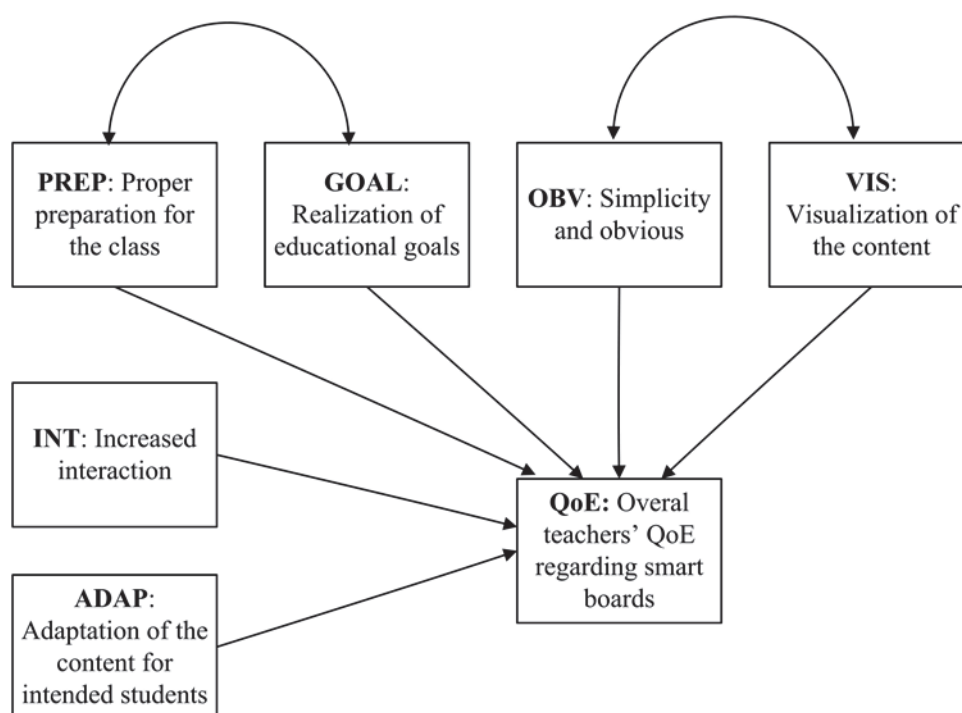 PREP: Proper
preparation for
the class
GOAL:
Realization of
educational goals
OBV: Simplicity
and obvious
VIS:
Visualization of
the content
INT: Increased
interaction
QoE: Overal
teachers’ QoE
regarding smart
boards
ADAP:
Adaptation of the
content for
intended students